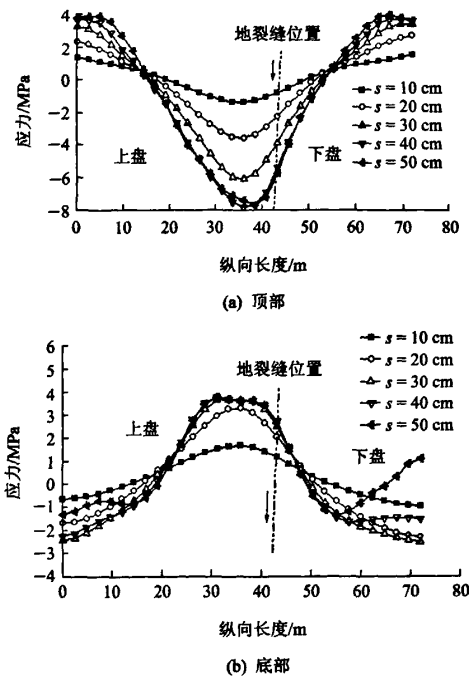 4
2
0
−2
−4
−6
−8
0 10 20 30 40 50 60 70 80
应力/MPa
纵向长度/m
地裂缝位置
上盘
下盘
s = 10 cm
s = 20 cm
s = 30 cm
s = 40 cm
s = 50 cm
(a) 顶部
6
5
4
3
2
1
0
−1
−2
−3
−4
0 10 20 30 40 50 60 70 80
应力/MPa
纵向长度/m
地裂缝位置
上盘
下盘
s = 10 cm
s = 20 cm
s = 30 cm
s = 40 cm
s = 50 cm
(b) 底部